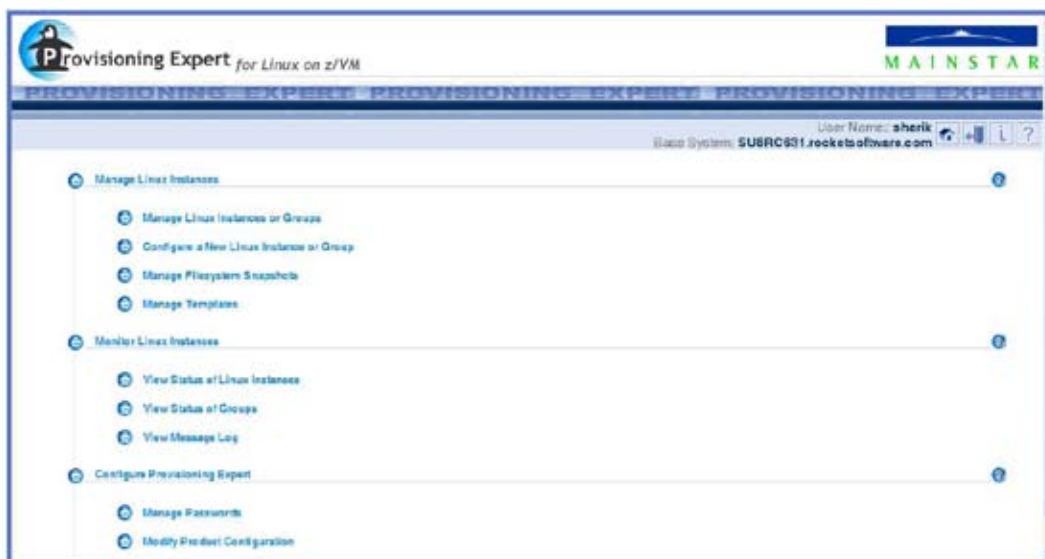 Provisioning Expert for Linux on z/VM
MAINSTAR
PROVISIONING EXPERT PROVISIONING EXPERT PROVISIONING EXPERT
User Name: sherik
Base System: SU6RC631.rocketsoftware.com
Manage Linux Instances
Manage Linux Instances or Groups
Configure a New Linux Instance or Group
Manage Filesystem Snapshots
Manage Templates
Monitor Linux Instances
View Status of Linux Instances
View Status of Groups
View Message Log
Configure Provisioning Expert
Manage Passwords
Modify Product Configuration